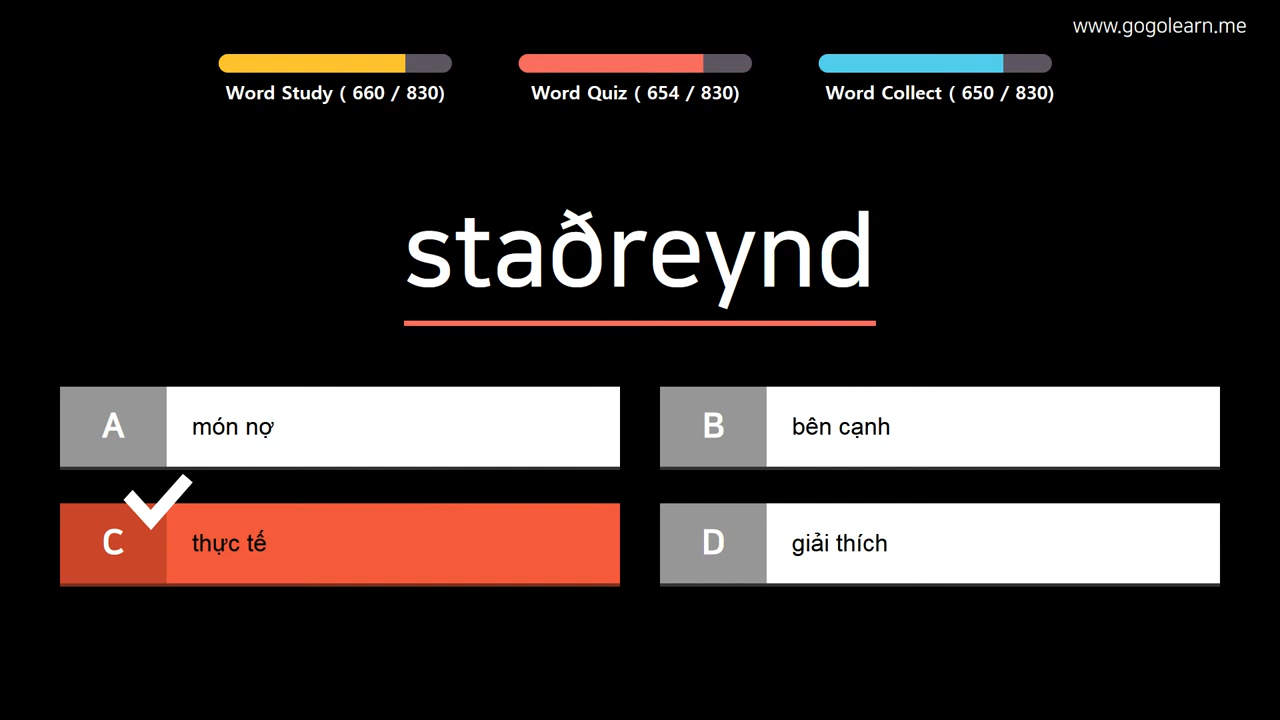 www.gogolearn.me
Word Study ( 660 / 830)
Word Quiz ( 654 / 830)
Word Collect ( 650 / 830)
staðreynd
A món nợ
B bên cạnh
C thực tế
D giải thích